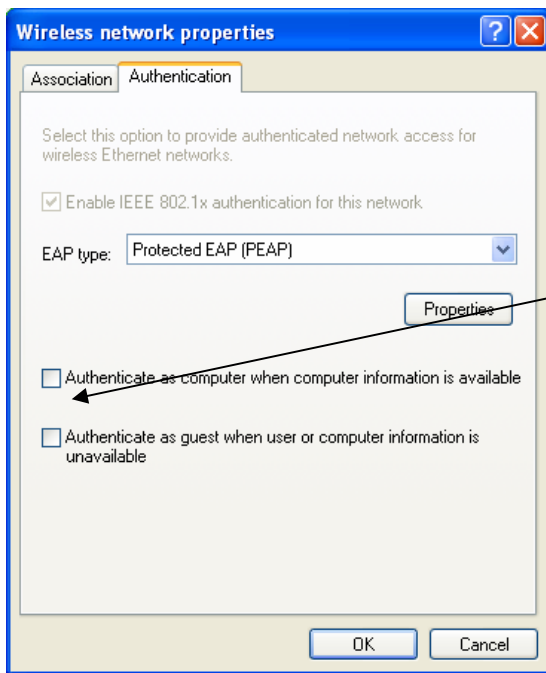 Wireless network properties
Association Authentication
Select this option to provide authenticated network access for
wireless Ethernet networks.
Enable IEEE 802.1x authentication for this network
EAP type: Protected EAP (PEAP)
Properties
Authenticate as computer when computer information is available
Authenticate as guest when user or computer information is
unavailable
OK Cancel